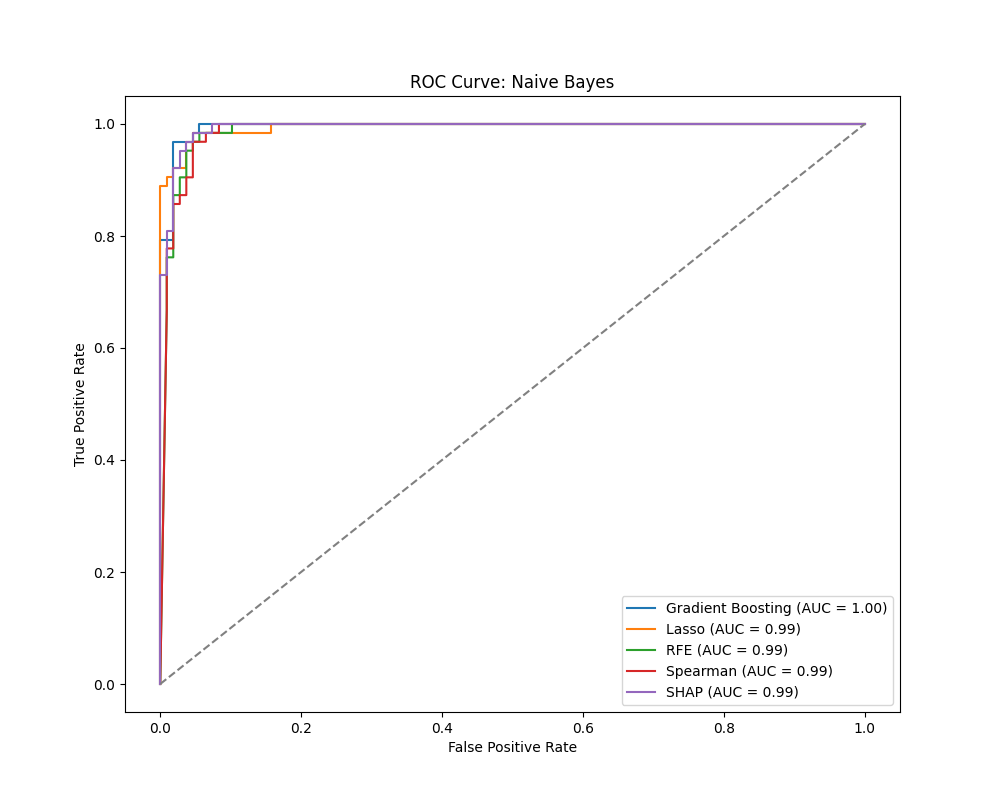 ROC Curve: Naive Bayes
True Positive Rate
1.0
0.8
0.6
0.4
0.2
0.0
0.0 0.2 0.4 0.6 0.8 1.0
False Positive Rate
Gradient Boosting (AUC = 1.00)
Lasso (AUC = 0.99)
RFE (AUC = 0.99)
Spearman (AUC = 0.99)
SHAP (AUC = 0.99)